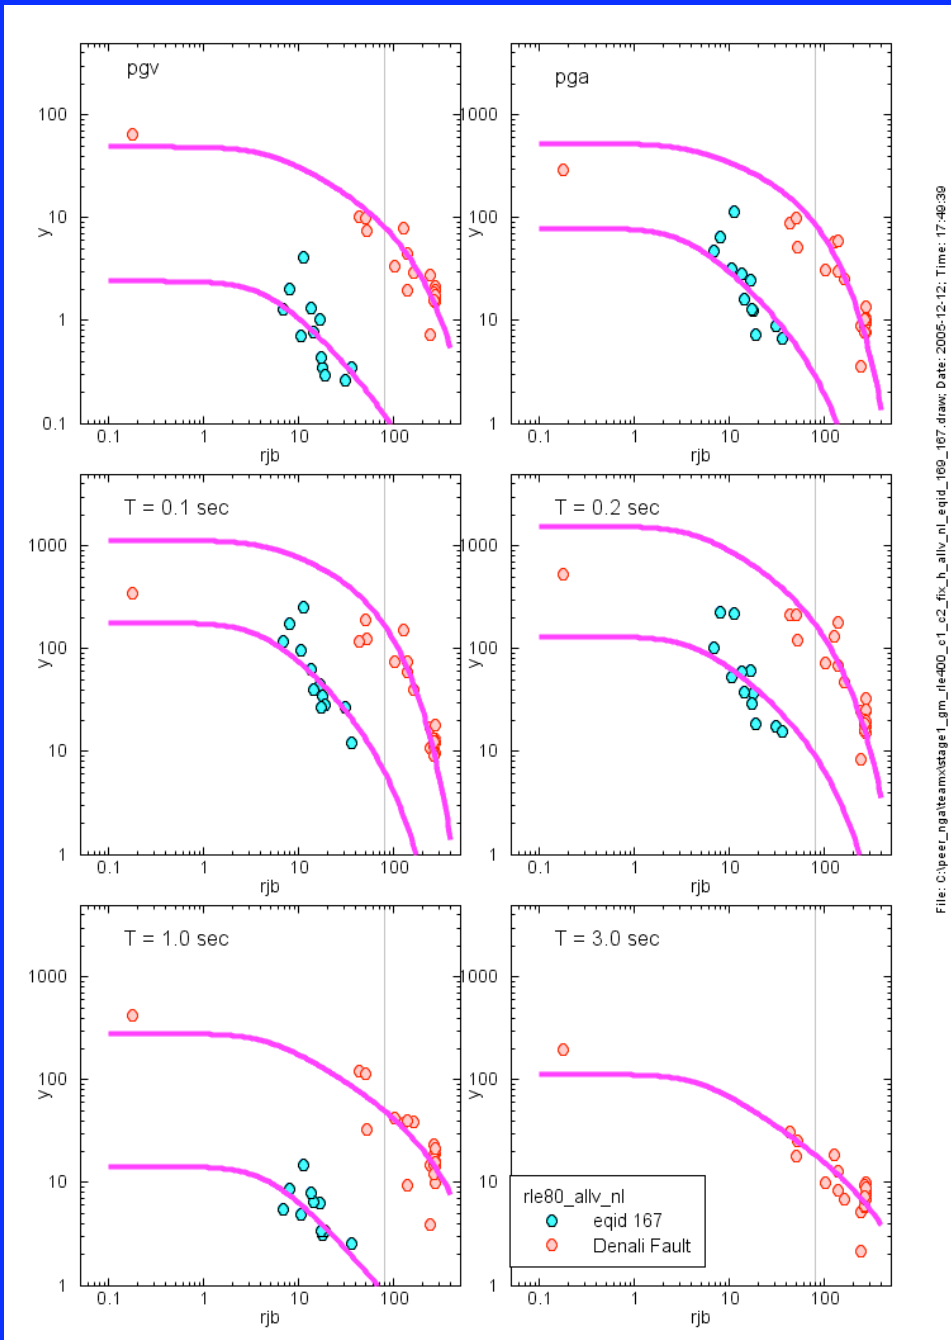 pgv
100
10
1
0.1
y
0.1 1 10 100
rjb
pga
1000
100
10
1
y
0.1 1 10 100
rjb
T = 0.1 sec
1000
100
10
1
y
0.1 1 10 100
rjb
T = 0.2 sec
1000
100
10
1
y
0.1 1 10 100
rjb
T = 1.0 sec
1000
100
10
1
y
0.1 1 10 100
rjb
T = 3.0 sec
1000
100
10
1
y
0.1 1 10 100
rjb
rle80_allv_nl
eqid 167
Denali Fault
File: C:\peer_nga\teamx\stage1_gm_rle400_c1_c2_fix_h_allv_nl_eqid_169_167.draw; Date: 2005-12-12; Time: 17:49:39